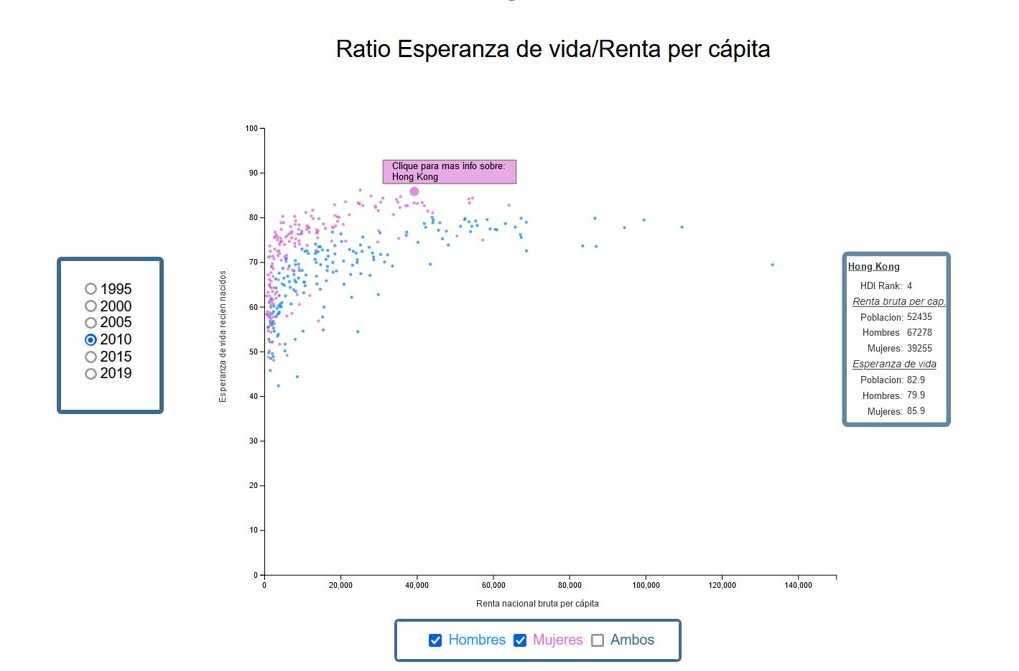 Ratio Esperanza de vida/Renta per cápita
100
90
80
70
60
50
40
30
20
10
0
Esperanza de vida recien nacidos
Clique para mas info sobre:
Hong Kong
0
20,000
40,000
60,000
80,000
100,000
120,000
140,000
Renta nacional bruta per cápita
1995
2000
2005
2010
2015
2019
Hong Kong
HDI Rank: 4
Renta bruta per cap.
Poblacion: 52435
Hombres 67278
Mujeres: 39255
Esperanza de vida
Poblacion: 82.9
Hombres: 79.9
Mujeres: 85.9
Hombres Mujeres Ambos